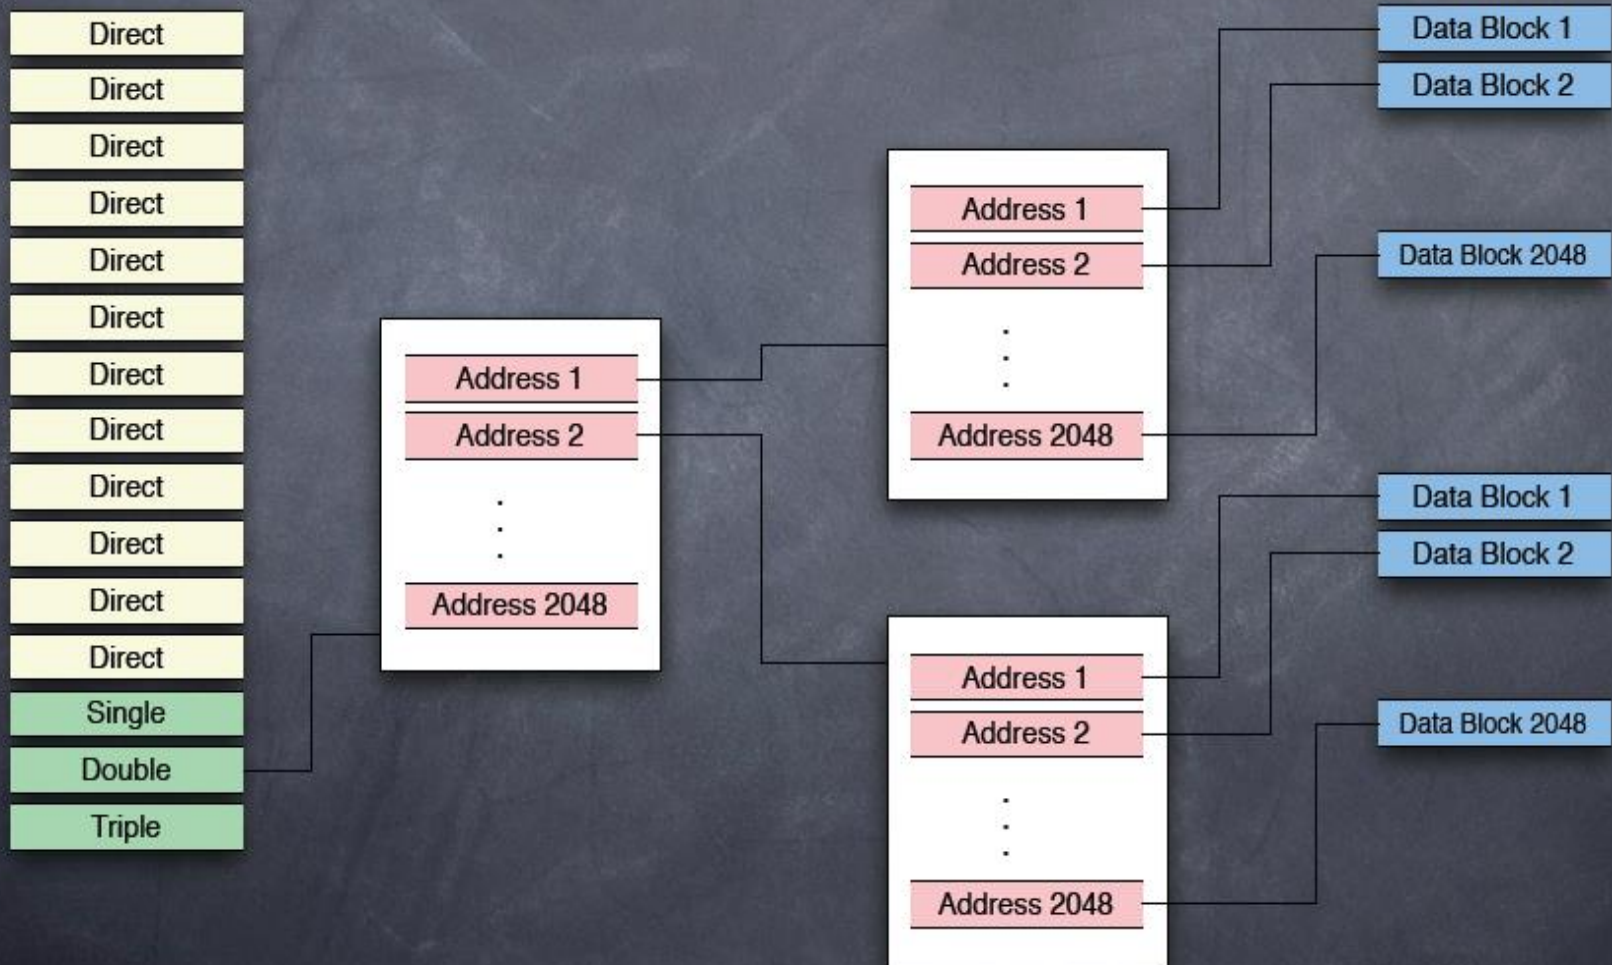 Direct
Direct
Direct
Direct
Direct
Direct
Direct
Direct
Direct
Direct
Direct
Direct
Single
Double
Triple
Address 1
Address 2
Address 2048
Address 1
Address 2
Address 2048
Address 1
Address 2
Address 2048
Data Block 1
Data Block 2
Data Block 2048
Data Block 1
Data Block 2
Data Block 2048